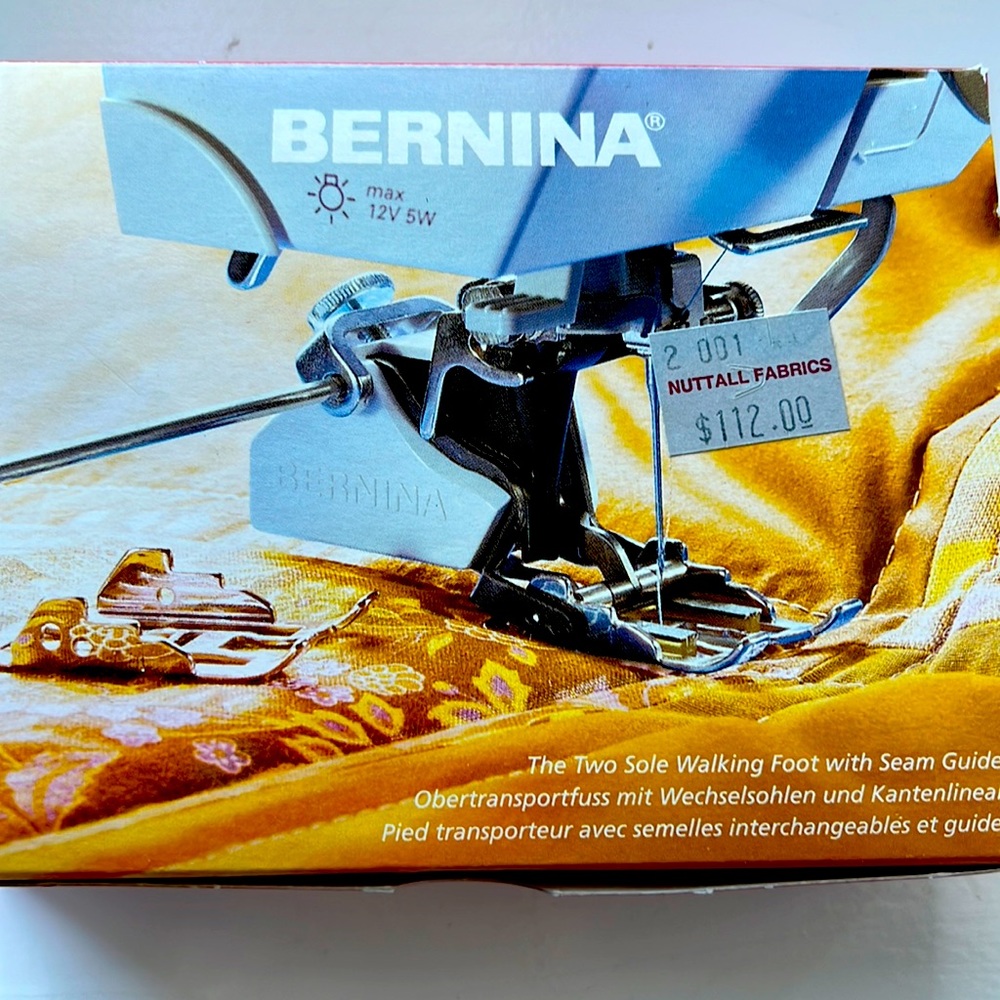 BERNINA®
max
12V 5W
2 001
NUTTALL FABRICS
$112.00
BERNINA
The Two Sole Walking Foot with Seam Guide
Obertransportfuss mit Wechselsohlen und Kantenlineal
Pied transporteur avec semelles interchangeables et guide